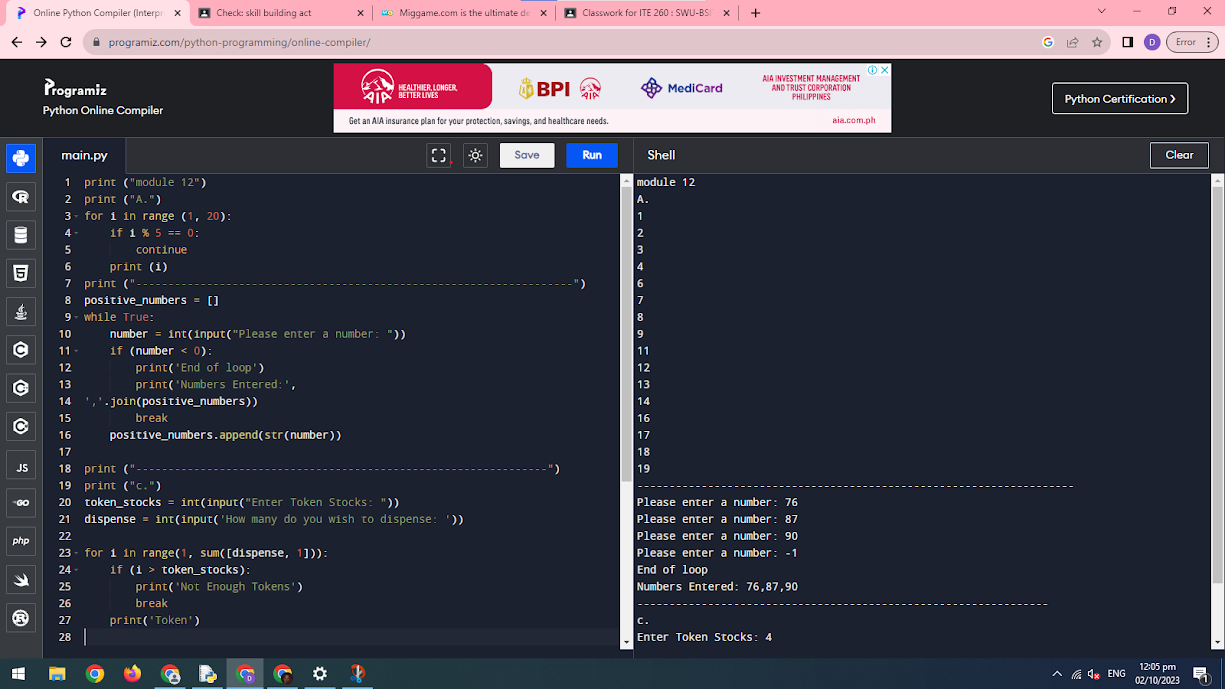 Online Python Compiler (Interpr
Check: skill building act
Miggame.com is the ultimate de
Classwork for ITE 260 : SWU-BSI
programiz.com/python-programming/online-compiler/
D
Error
Programiz
Python Online Compiler
AIA
HEALTHIER, LONGER,
BETTER LIVES
BPI
AIA
MediCard
AIA INVESTMENT MANAGEMENT
AND TRUST CORPORATION
PHILIPPINES
Get an AIA insurance plan for your protection, savings, and healthcare needs.
aia.com.ph
Python Certification
main.py
Save
Run
Shell
Clear
1 print ("module 12")
2 print ("A.")
3 for i in range (1, 20):
4 if i % 5 == 0:
5 continue
6 print (i)
7 print ("--------------------------------------------------------------------")
8 positive_numbers = []
9 while True:
10 number = int(input("Please enter a number: "))
11 if (number < 0):
12 print('End of loop')
13 print('Numbers Entered:',
14 ','.join(positive_numbers))
15 break
16 positive_numbers.append(str(number))
17
18 print ("----------------------------------------------------------------")
19 print ("c.")
20 token_stocks = int(input("Enter Token Stocks: "))
21 dispense = int(input('How many do you wish to dispense: '))
22
23 for i in range(1, sum([dispense, 1])):
24 if (i > token_stocks):
25 print('Not Enough Tokens')
26 break
27 print('Token')
28
module 12
A.
1
2
3
4
6
7
8
9
11
12
13
14
16
17
18
19
--------------------------------------------------------------------
Please enter a number: 76
Please enter a number: 87
Please enter a number: 90
Please enter a number: -1
End of loop
Numbers Entered: 76,87,90
----------------------------------------------------------------
c.
Enter Token Stocks: 4
JS
GO
php
ENG
12:05 pm
02/10/2023
1